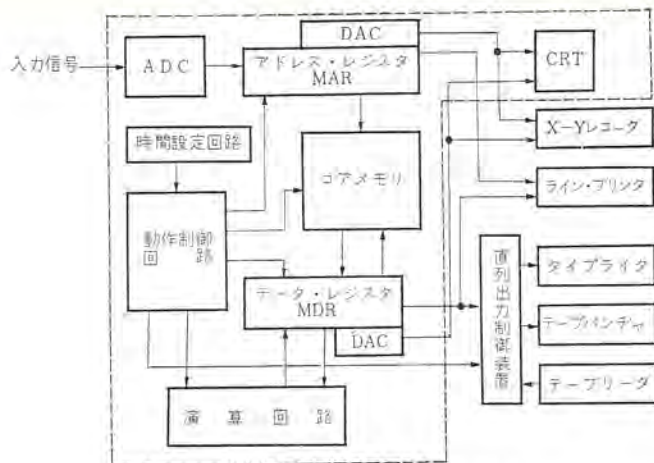 DAC
入力信号
ADC
アドレス・レジスタ
MAR
CRT
X-Yレコーダ
時間設定回路
コアメモリ
ライン・プリンタ
動作制御
回路
直列出力制御装置
タイプライタ
データ・レジスタ
MDR
テープパンチャ
DAC
テープリーダ
演算回路